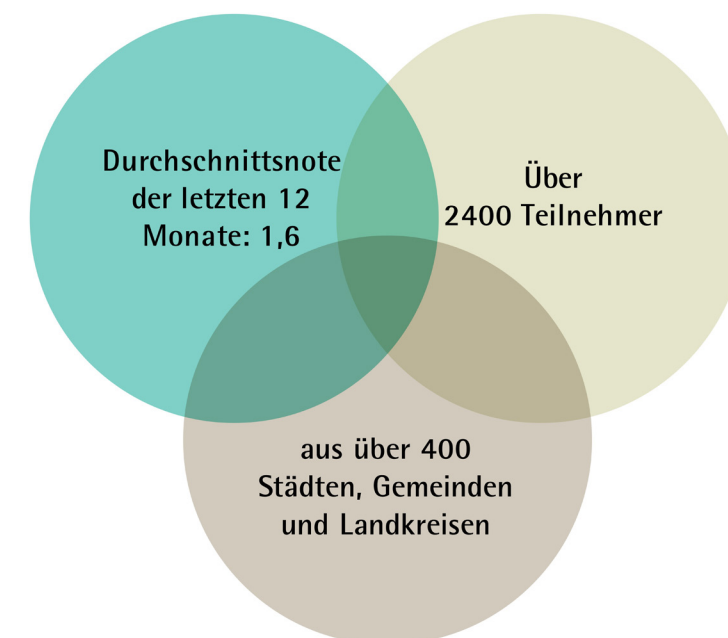 Durchschnittsnote
der letzten 12
Monate: 1,6
Über
2400 Teilnehmer
aus über 400
Städten, Gemeinden
und Landkreisen